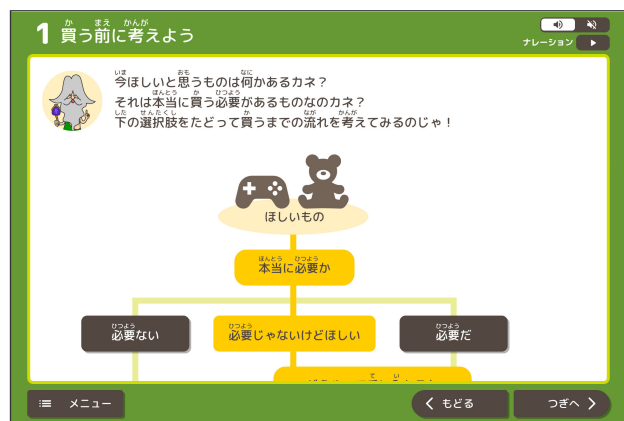 1 買う前に考えよう
ナレーション
今ほしいと思うものは何かあるカネ？
それは本当に買う必要があるものなのカネ？
下の選択肢をたどって買うまでの流れを考えてみるのじゃ！
ほしいもの
本当に必要か
必要ない
必要じゃないけどほしい
必要だ
メニュー
もどる
つぎへ